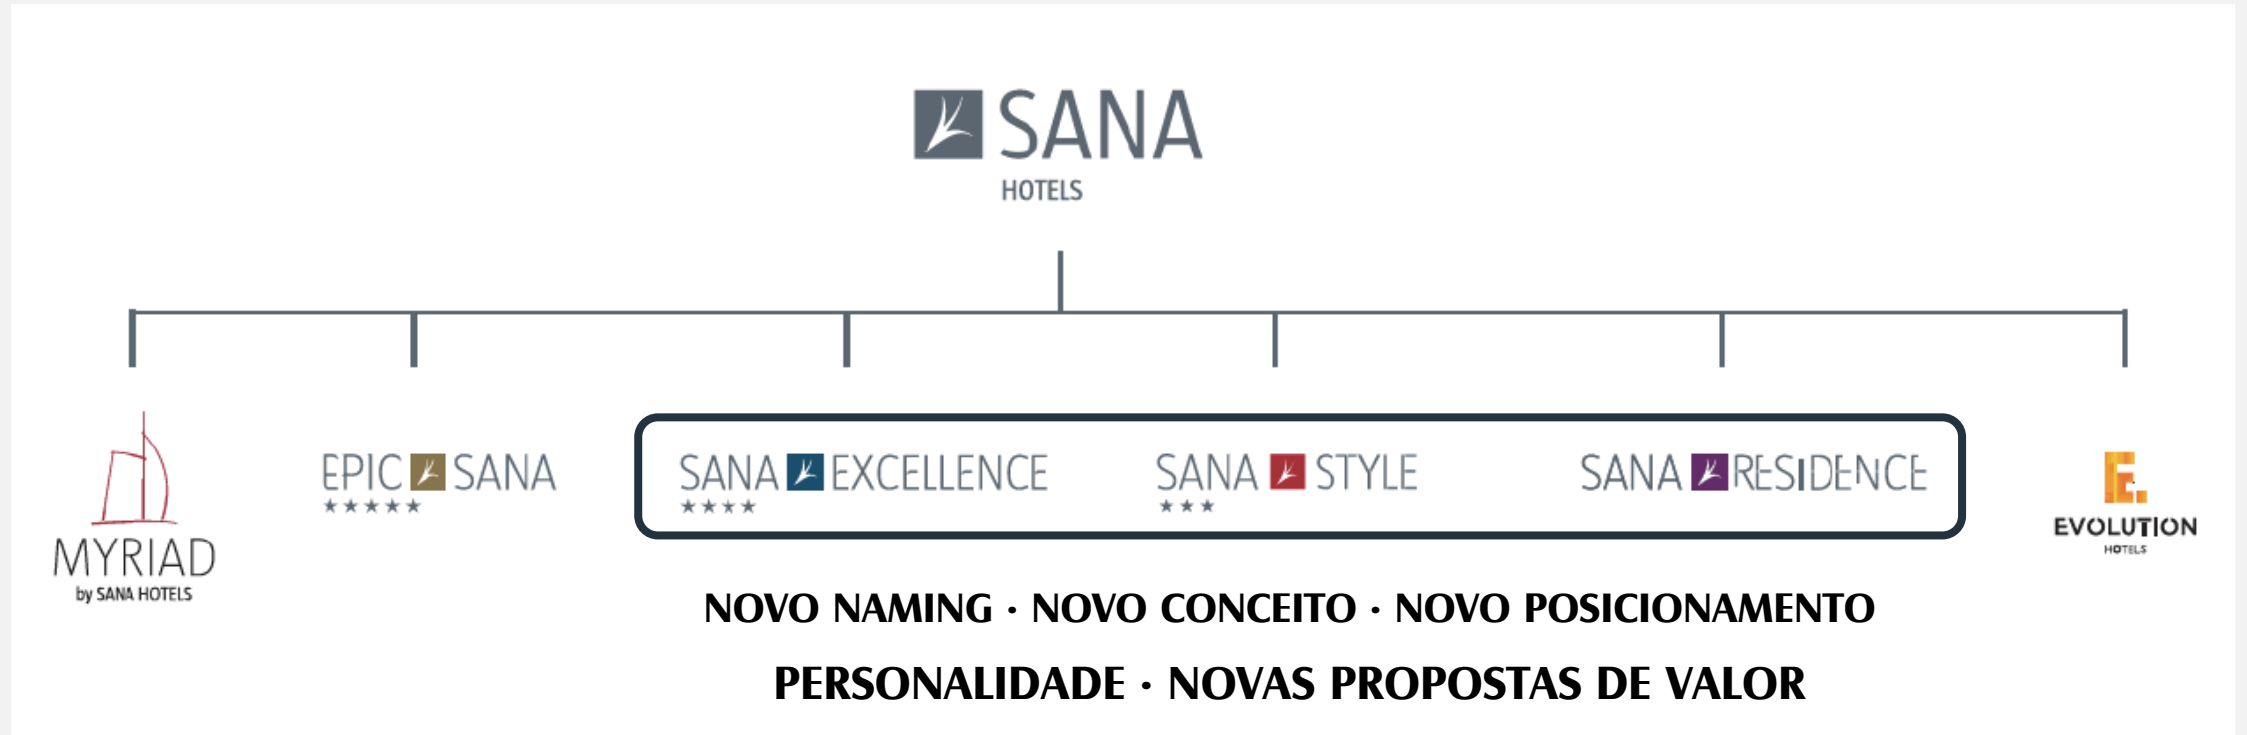 SANA
HOTELS
MYRIAD
by SANA HOTELS
EPIC SANA
SANA EXCELLENCE
SANA STYLE
SANA RESIDENCE
E.
EVOLUTION
HOTELS
NOVO NAMING · NOVO CONCEITO · NOVO POSICIONAMENTO
PERSONALIDADE · NOVAS PROPOSTAS DE VALOR